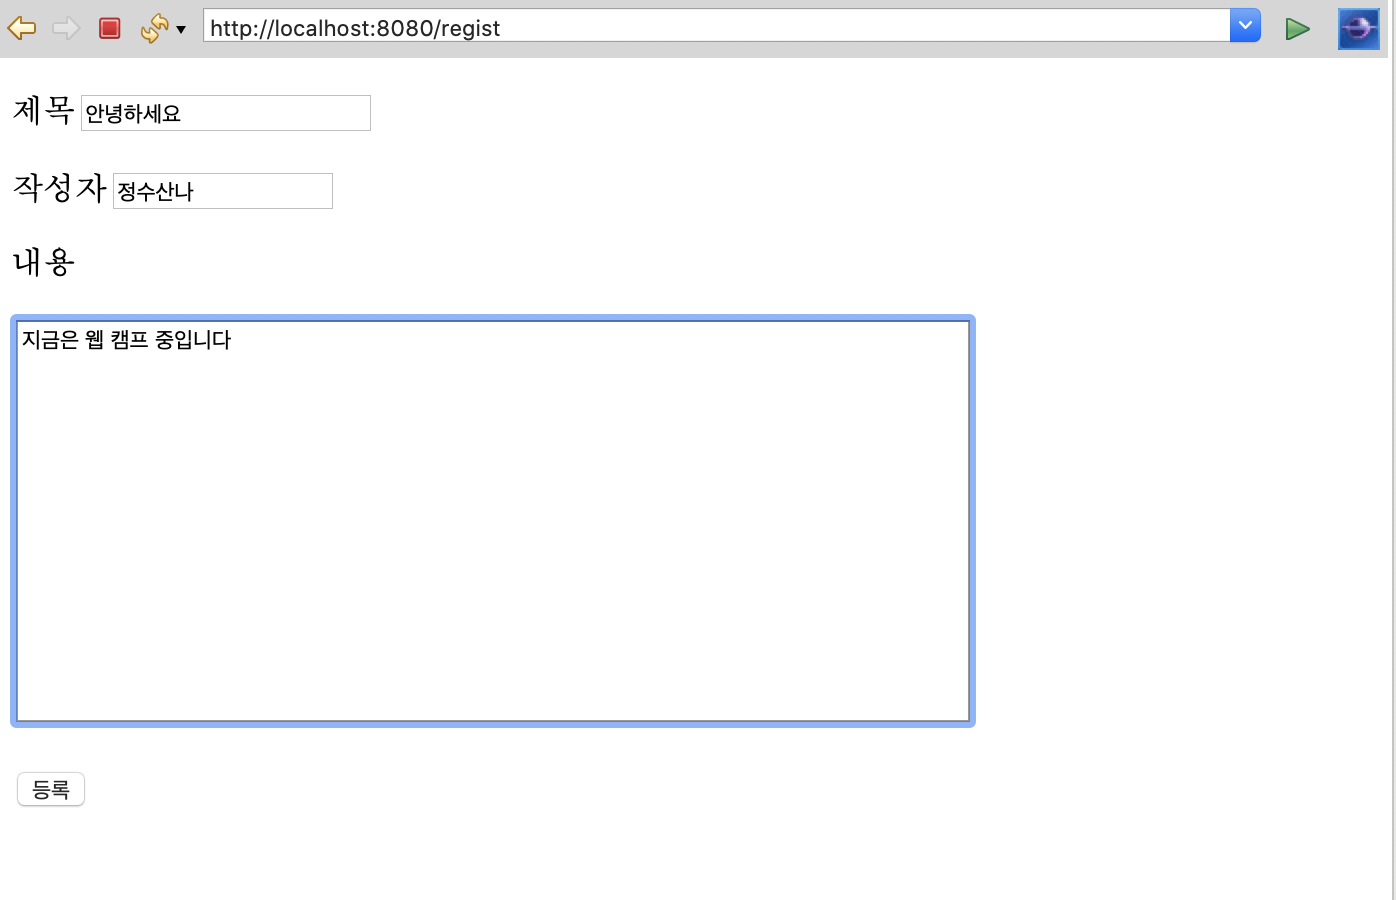 http://localhost:8080/regist
제목 안녕하세요
작성자 정수산나
내용
지금은 웹 캠프 중입니다
등록